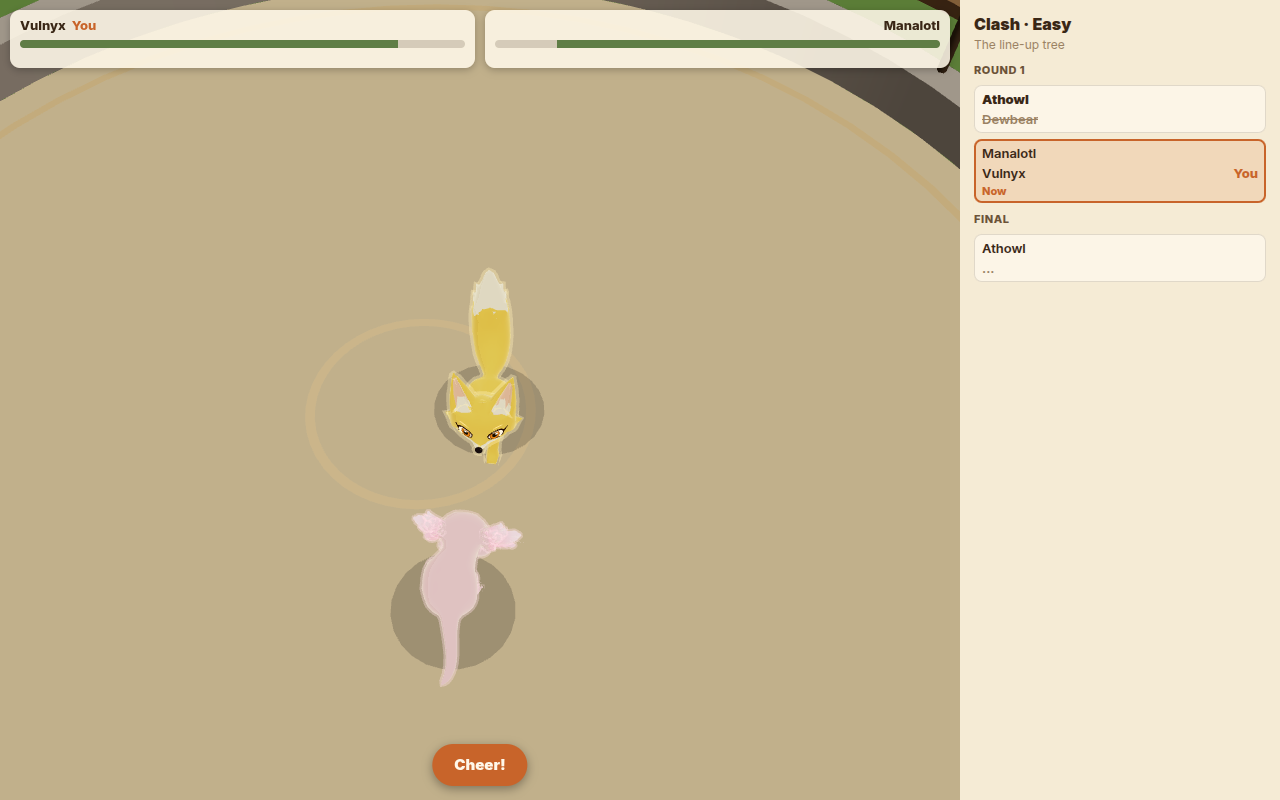 Vulnyx You
Manalotl
Cheer!
Clash · Easy
The line-up tree
ROUND 1
Athowl
Dewbear
Manalotl
Vulnyx You
Now
FINAL
Athowl
...